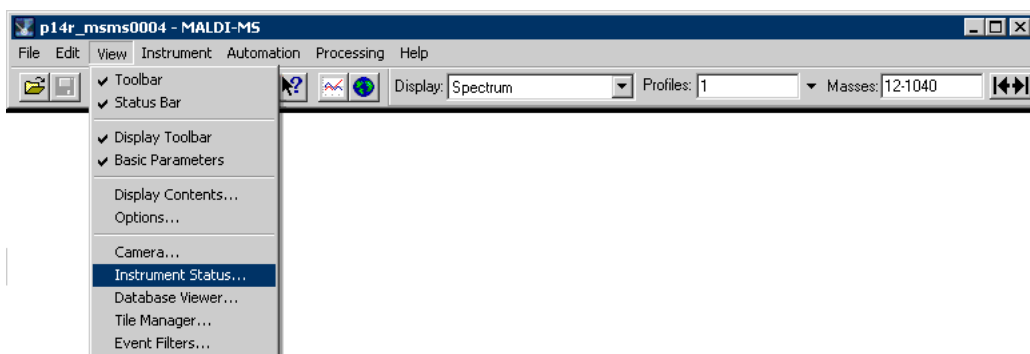 p14r_msms0004 - MALDI-MS
File Edit View Instrument Automation Processing Help
Display: Spectrum Profiles: 1 Masses: 12-1040
Toolbar
Status Bar
Display Toolbar
Basic Parameters
Display Contents...
Options...
Camera...
Instrument Status...
Database Viewer...
Tile Manager...
Event Filters...